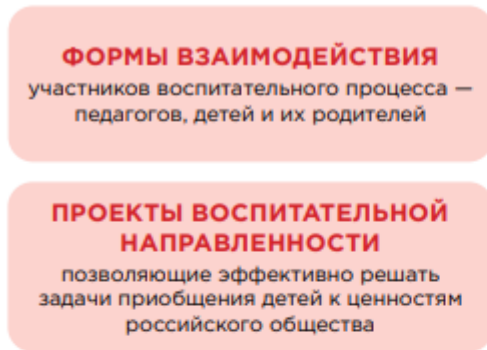 ФОРМЫ ВЗАИМОДЕЙСТВИЯ
участников воспитательного процесса —
педагогов, детей и их родителей
ПРОЕКТЫ ВОСПИТАТЕЛЬНОЙ
НАПРАВЛЕННОСТИ
позволяющие эффективно решать
задачи приобщения детей к ценностям
российского общества